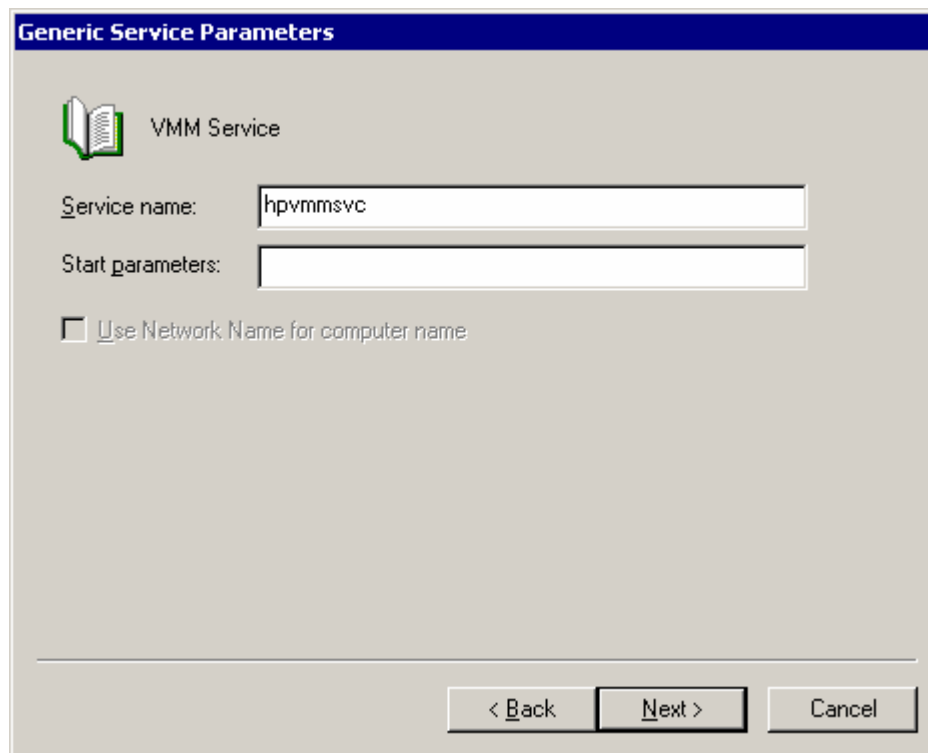 Generic Service Parameters
VMM Service
Service name: hpvmmsvc
Start parameters:
Use Network Name for computer name
< Back Next > Cancel